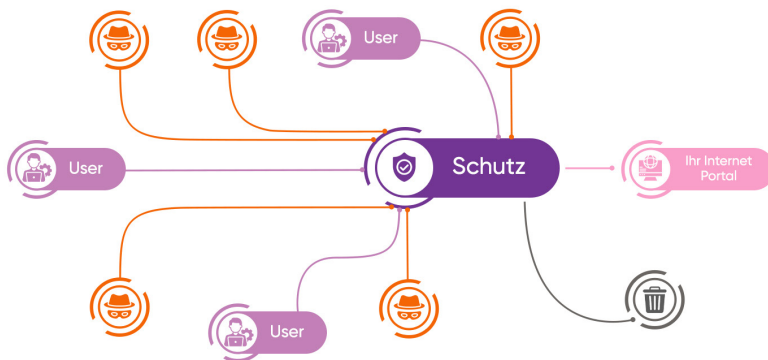 User
User
Schutz
Ihr Internet
Portal
User